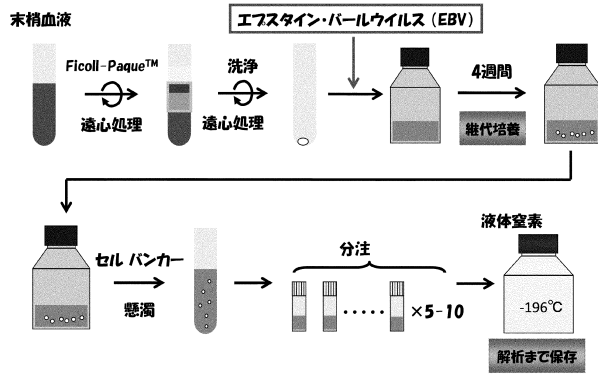 末梢血液
エプスタイン・バールウイルス (EBV)
Ficoll-Paque™
遠心処理
洗浄
遠心処理
4週間
継代培養
セル バンカー
懸濁
分注
×5-10
液体窒素
-196℃
解析まで保存